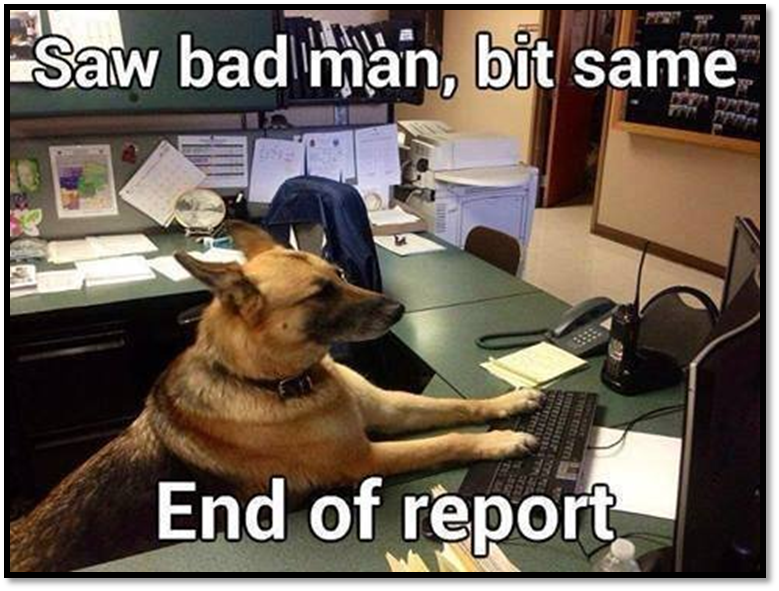 Saw bad man, bit same
End of report